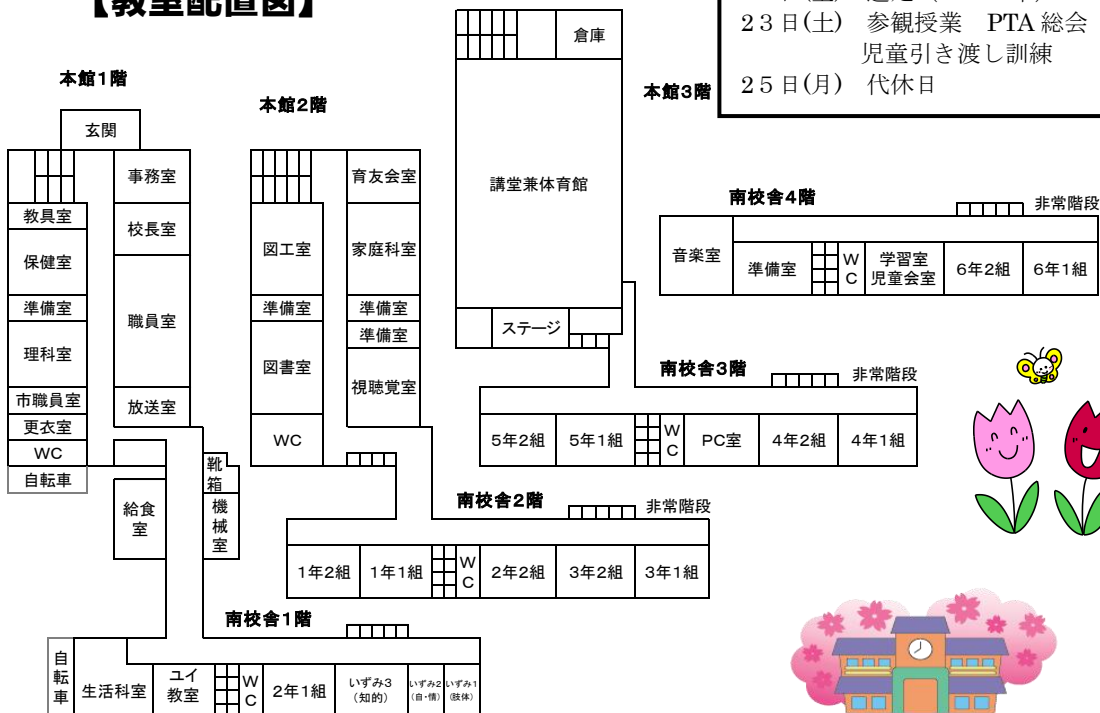 【教室配置図】
23日(土) 参観授業 PTA総会
児童引き渡し訓練
25日(月) 代休日
本館1階
玄関
事務室
校長室
職員室
放送室
教具室
保健室
準備室
理科室
市職員室
更衣室
WC
自転車
給食室
靴箱
機械室
本館2階
育友会室
図工室
家庭科室
準備室
準備室
準備室
図書室
視聴覚室
WC
本館3階
倉庫
講堂兼体育館
ステージ
南校舎4階
非常階段
音楽室
準備室
WC
学習室
児童会室
6年2組
6年1組
南校舎3階
非常階段
5年2組
5年1組
WC
PC室
4年2組
4年1組
南校舎2階
非常階段
1年2組
1年1組
WC
2年2組
3年2組
3年1組
南校舎1階
自転車
生活科室
ユイ
教室
WC
2年1組
いずみ3
(知的)
いずみ2
(自・情)
いずみ1
(肢体)